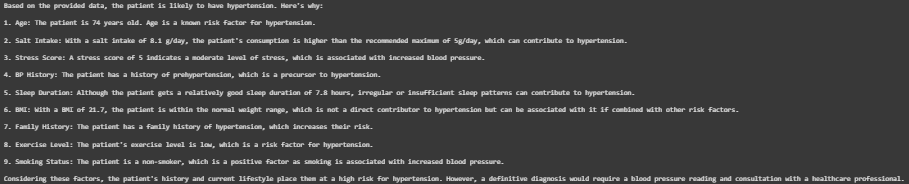 Based on the provided data, the patient is likely to have hypertension. Here's why:
1. Age: The patient is 74 years old. Age is a known risk factor for hypertension.
2. Salt Intake: With a salt intake of 8.1 g/day, the patient's consumption is higher than the recommended maximum of 5g/day, which can contribute to hypertension.
3. Stress Score: A stress score of 5 indicates a moderate level of stress, which is associated with increased blood pressure.
4. BP History: The patient has a history of prehypertension, which is a precursor to hypertension.
5. Sleep Duration: Although the patient gets a relatively good sleep duration of 7.8 hours, irregular or insufficient sleep patterns can contribute to hypertension.
6. BMI: With a BMI of 21.7, the patient is within the normal weight range, which is not a direct contributor to hypertension but can be associated with it if combined with other risk factors.
7. Family History: The patient has a family history of hypertension, which increases their risk.
8. Exercise Level: The patient's exercise level is low, which is a risk factor for hypertension.
9. Smoking Status: The patient is a non-smoker, which is a positive factor as smoking is associated with increased blood pressure.
Considering these factors, the patient's history and current lifestyle place them at a high risk for hypertension. However, a definitive diagnosis would require a blood pressure reading and consultation with a healthcare professional.